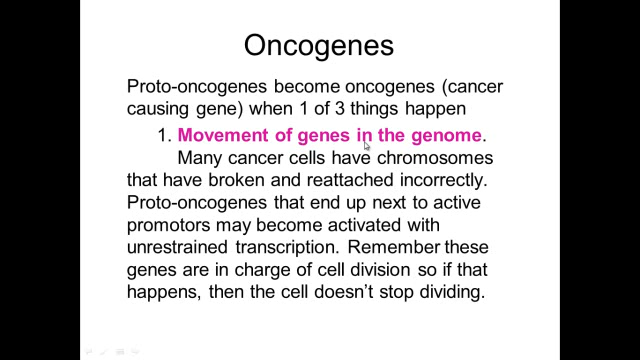 Oncogenes
Proto-oncogenes become oncogenes (cancer
causing gene) when 1 of 3 things happen
1. Movement of genes in the genome.
Many cancer cells have chromosomes
that have broken and reattached incorrectly.
Proto-oncogenes that end up next to active
promotors may become activated with
unrestrained transcription. Remember these
genes are in charge of cell division so if that
happens, then the cell doesn’t stop dividing.